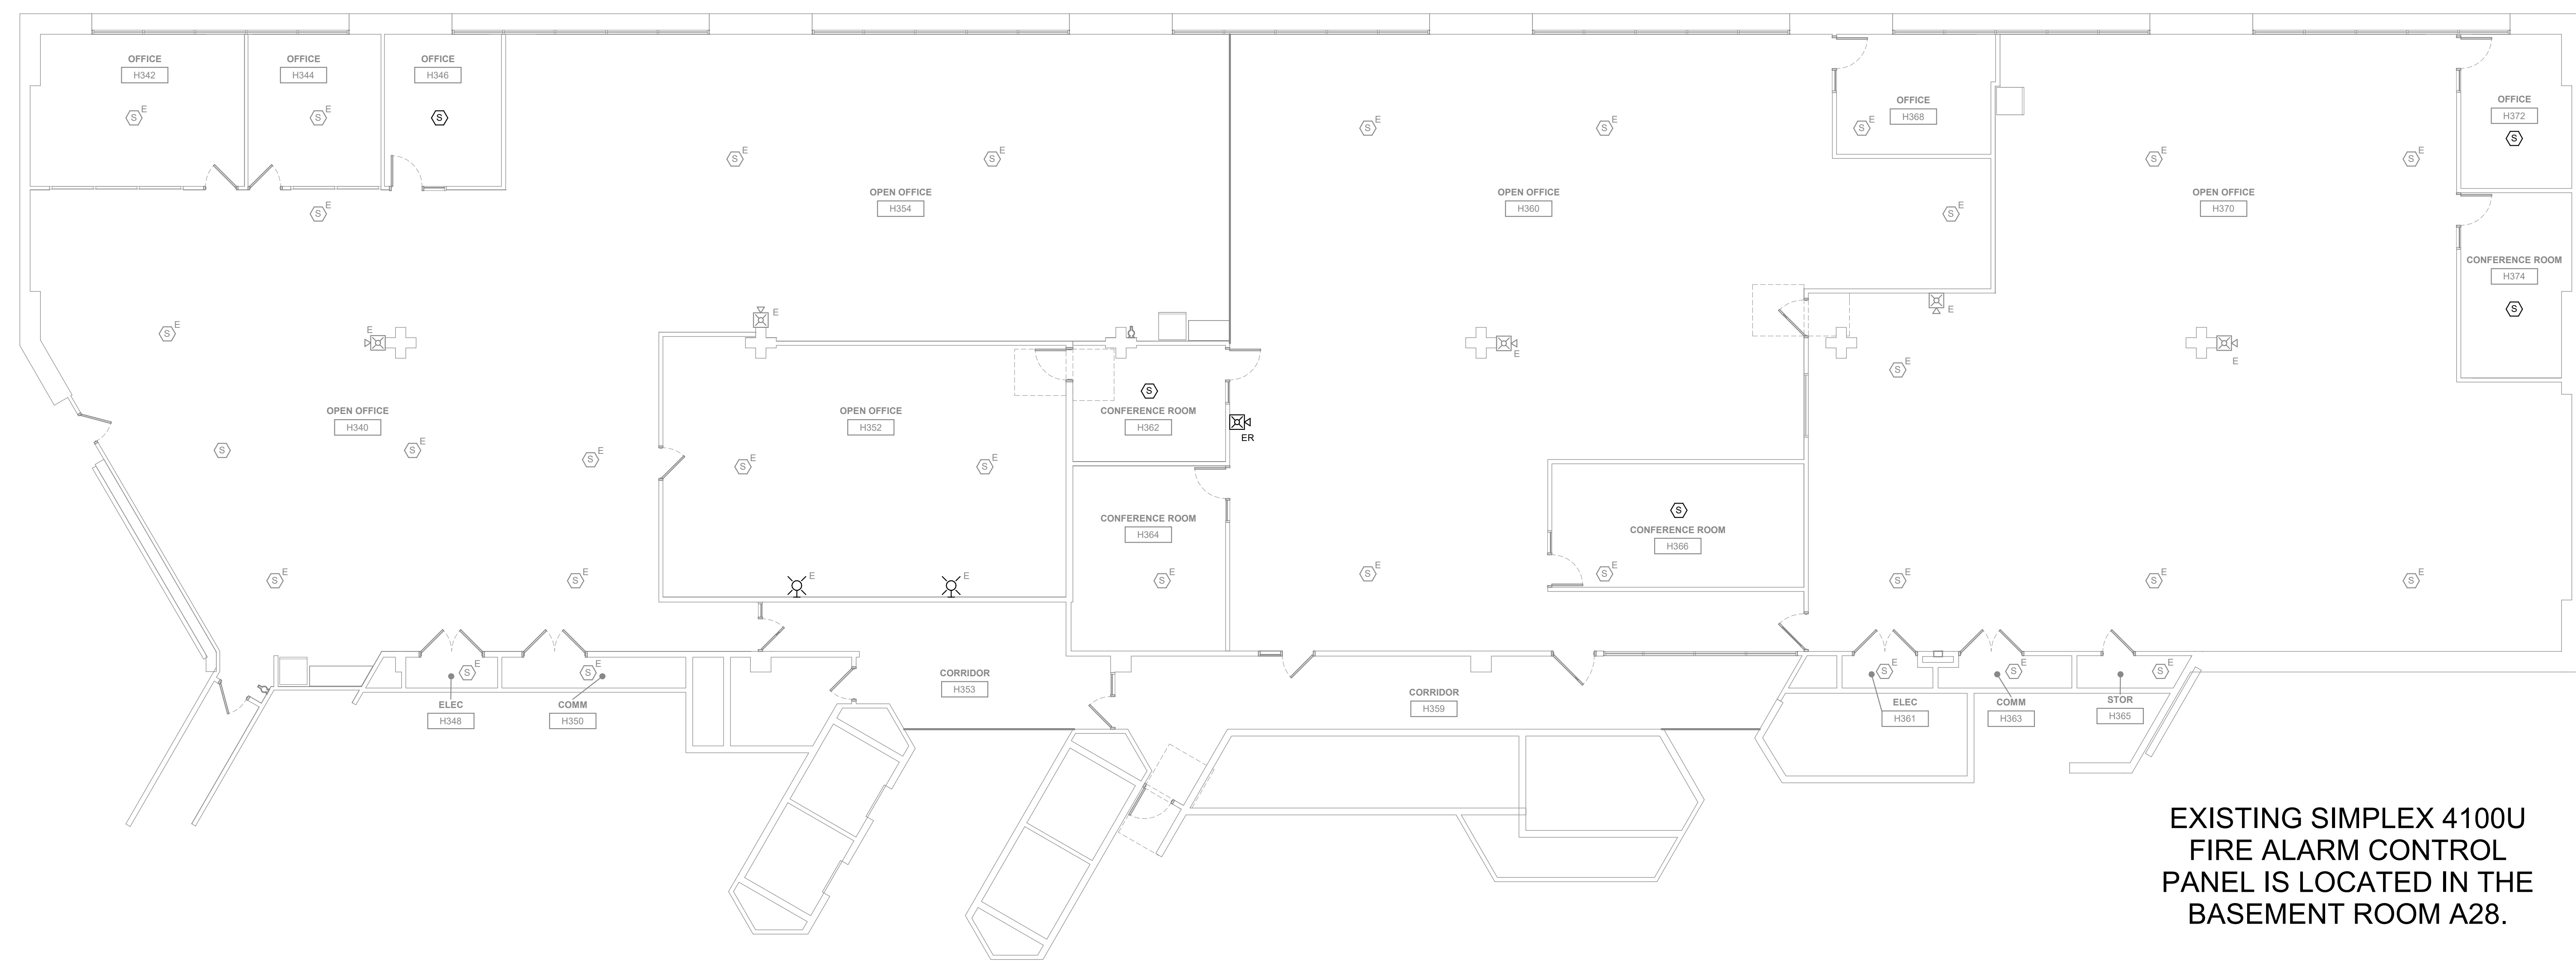 OFFICE
H342
OFFICE
H344
OFFICE
H346
S E
S E
S
S E
S E
S E
S E
OFFICE
H368
S E
S E
S E
OFFICE
H372
S
S E
OPEN OFFICE
H354
OPEN OFFICE
H360
S E
OPEN OFFICE
H370
CONFERENCE ROOM
H374
S
S E
E
E
E
E
E
S E
S
OPEN OFFICE
H340
OPEN OFFICE
H352
CONFERENCE ROOM
H362
ER
S
S E
S E
S E
S E
CONFERENCE ROOM
H364
S
CONFERENCE ROOM
H366
S E
S E
E
E
S E
S E
S E
S E
S E
S E
S E
S E
CORRIDOR
H353
CORRIDOR
H359
S E
S E
S E
ELEC
H348
COMM
H350
ELEC
H361
COMM
H363
STOR
H365
EXISTING SIMPLEX 4100U
FIRE ALARM CONTROL
PANEL IS LOCATED IN THE
BASEMENT ROOM A28.